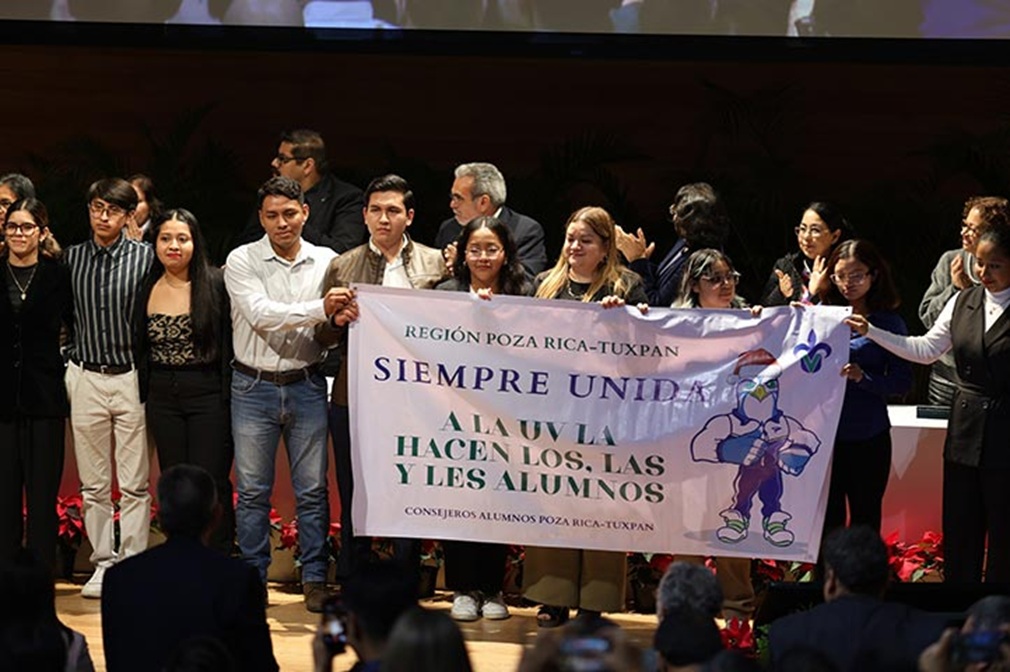 REGIÓN POZA RICA-TUXPAN
SIEMPRE UNIDA
A LA UV LA
HACEN LOS, LAS
Y LES ALUMNOS
CONSEJEROS ALUMNOS POZA RICA-TUXPAN